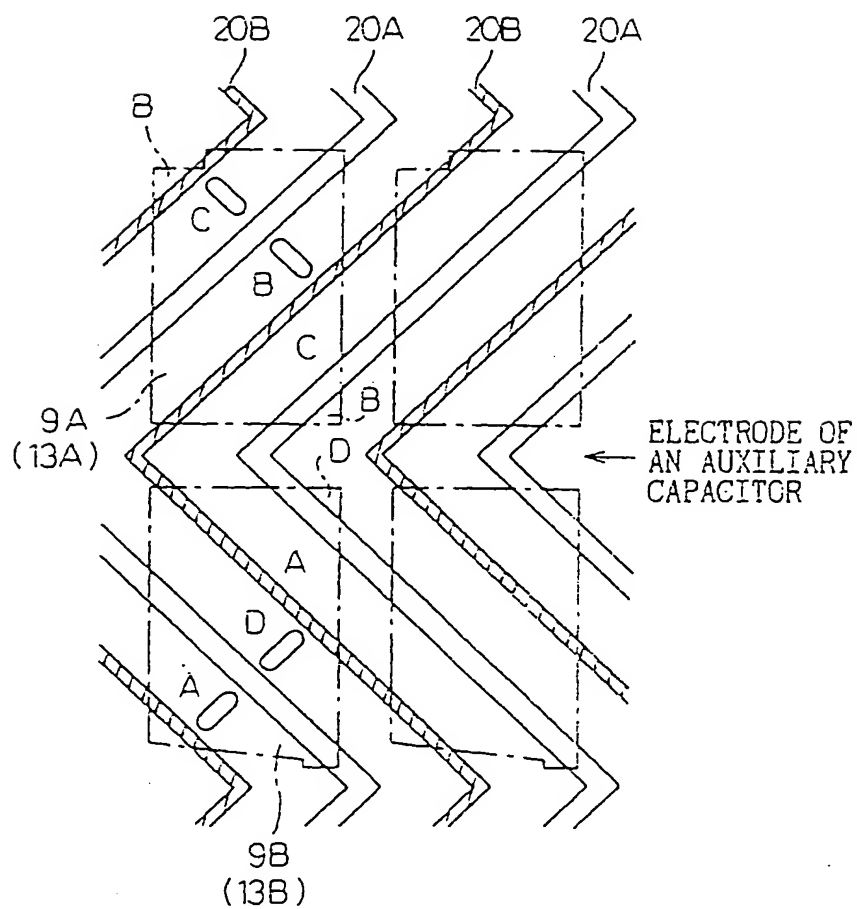 20B 20A 20B 20A
B
C
B
C
9A
(13A)
B
D
ELECTRODE OF
AN AUXILIARY
CAPACITOR
A
D
A
9B
(13B)